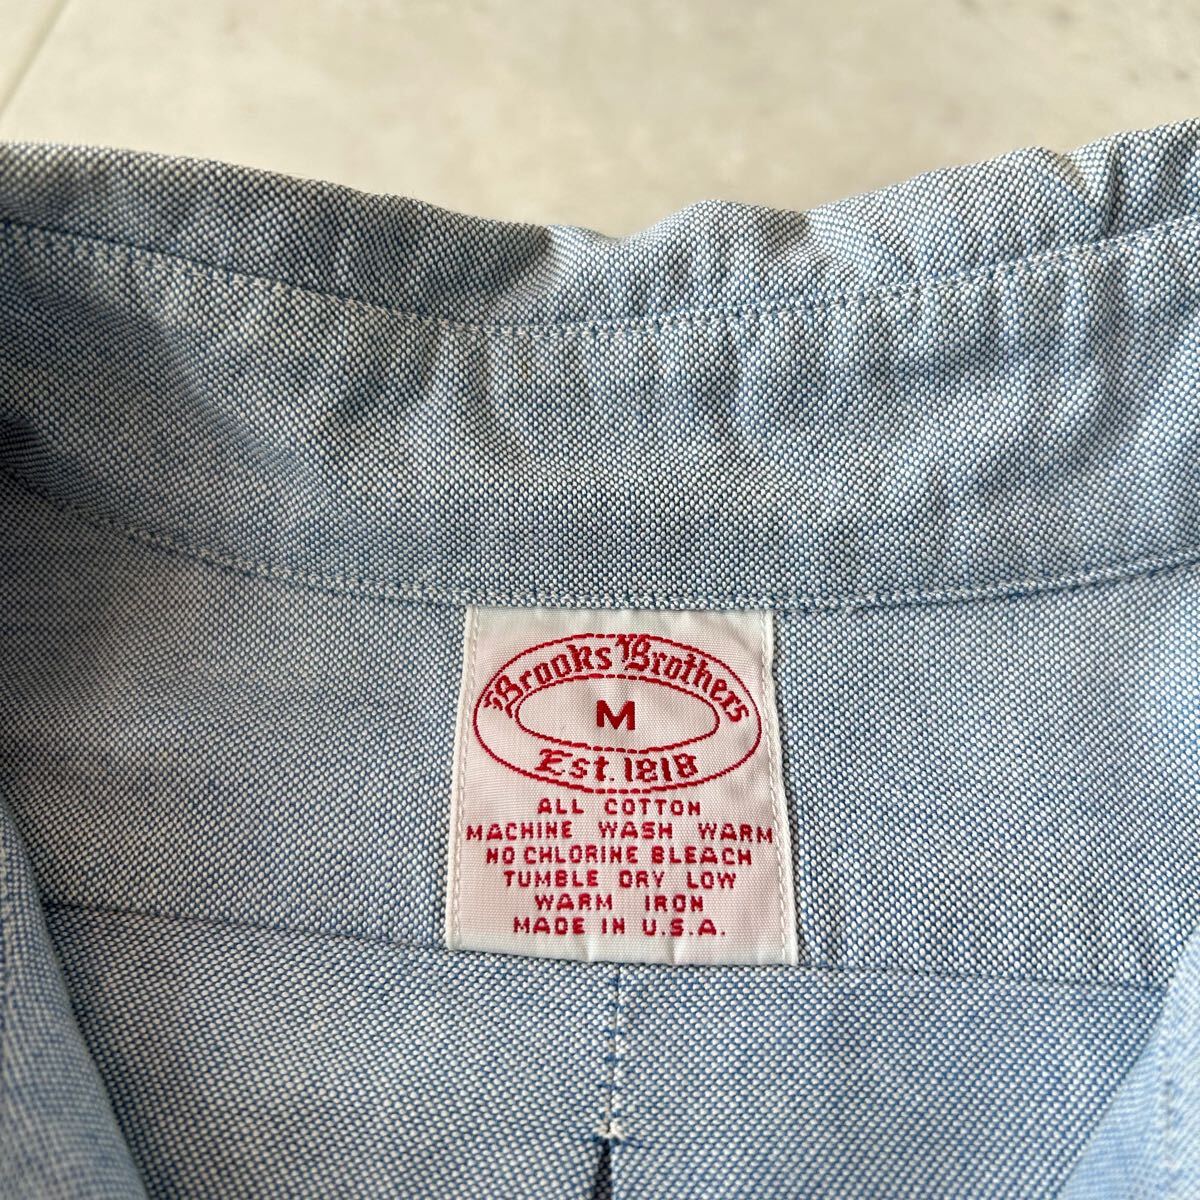 Brooks Brothers
M
Est. 1818
ALL COTTON
MACHINE WASH WARM
NO CHLORINE BLEACH
TUMBLE DRY LOW
WARM IRON
MADE IN U.S.A.